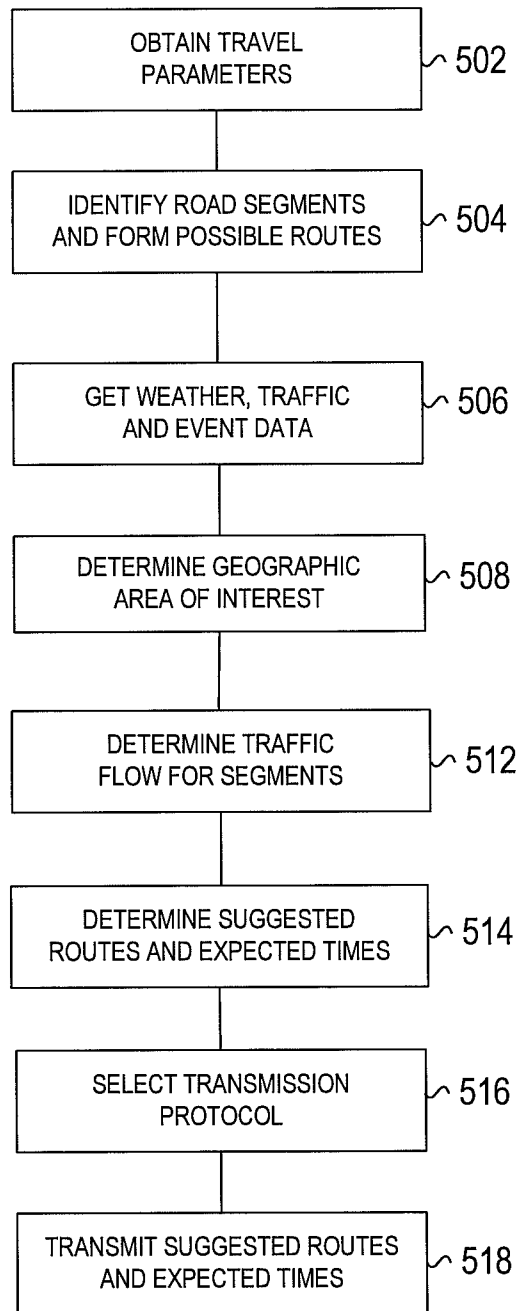 OBTAIN TRAVEL
PARAMETERS
502
IDENTIFY ROAD SEGMENTS
AND FORM POSSIBLE ROUTES
504
GET WEATHER, TRAFFIC
AND EVENT DATA
506
DETERMINE GEOGRAPHIC
AREA OF INTEREST
508
DETERMINE TRAFFIC
FLOW FOR SEGMENTS
512
DETERMINE SUGGESTED
ROUTES AND EXPECTED TIMES
514
SELECT TRANSMISSION
PROTOCOL
516
TRANSMIT SUGGESTED ROUTES
AND EXPECTED TIMES
518